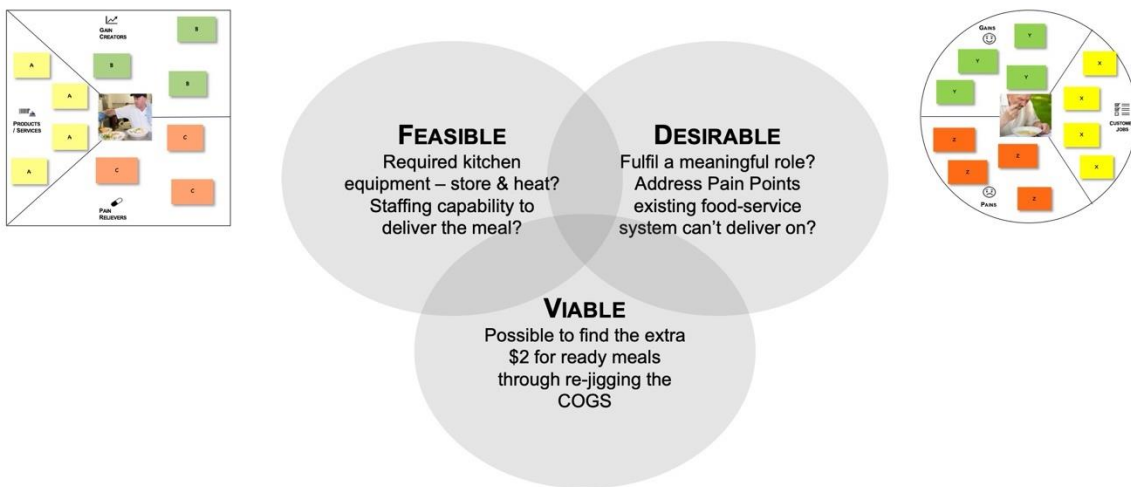 GAIN
CREATORS
B
B
B
A
A
A
A
PRODUCTS
/ SERVICES
C
C
C
PAIN
RELIEVERS
FEASIBLE
Required kitchen
equipment – store & heat?
Staffing capability to
deliver the meal?
DESIRABLE
Fulfil a meaningful role?
Address Pain Points
existing food-service
system can’t deliver on?
VIABLE
Possible to find the extra
$2 for ready meals
through re-jigging the
COGS
GAINS
Y
Y
Y
Y
X
X
X
X
CUSTOMER
JOBS
Z
Z
Z
Z
Z
PAINS